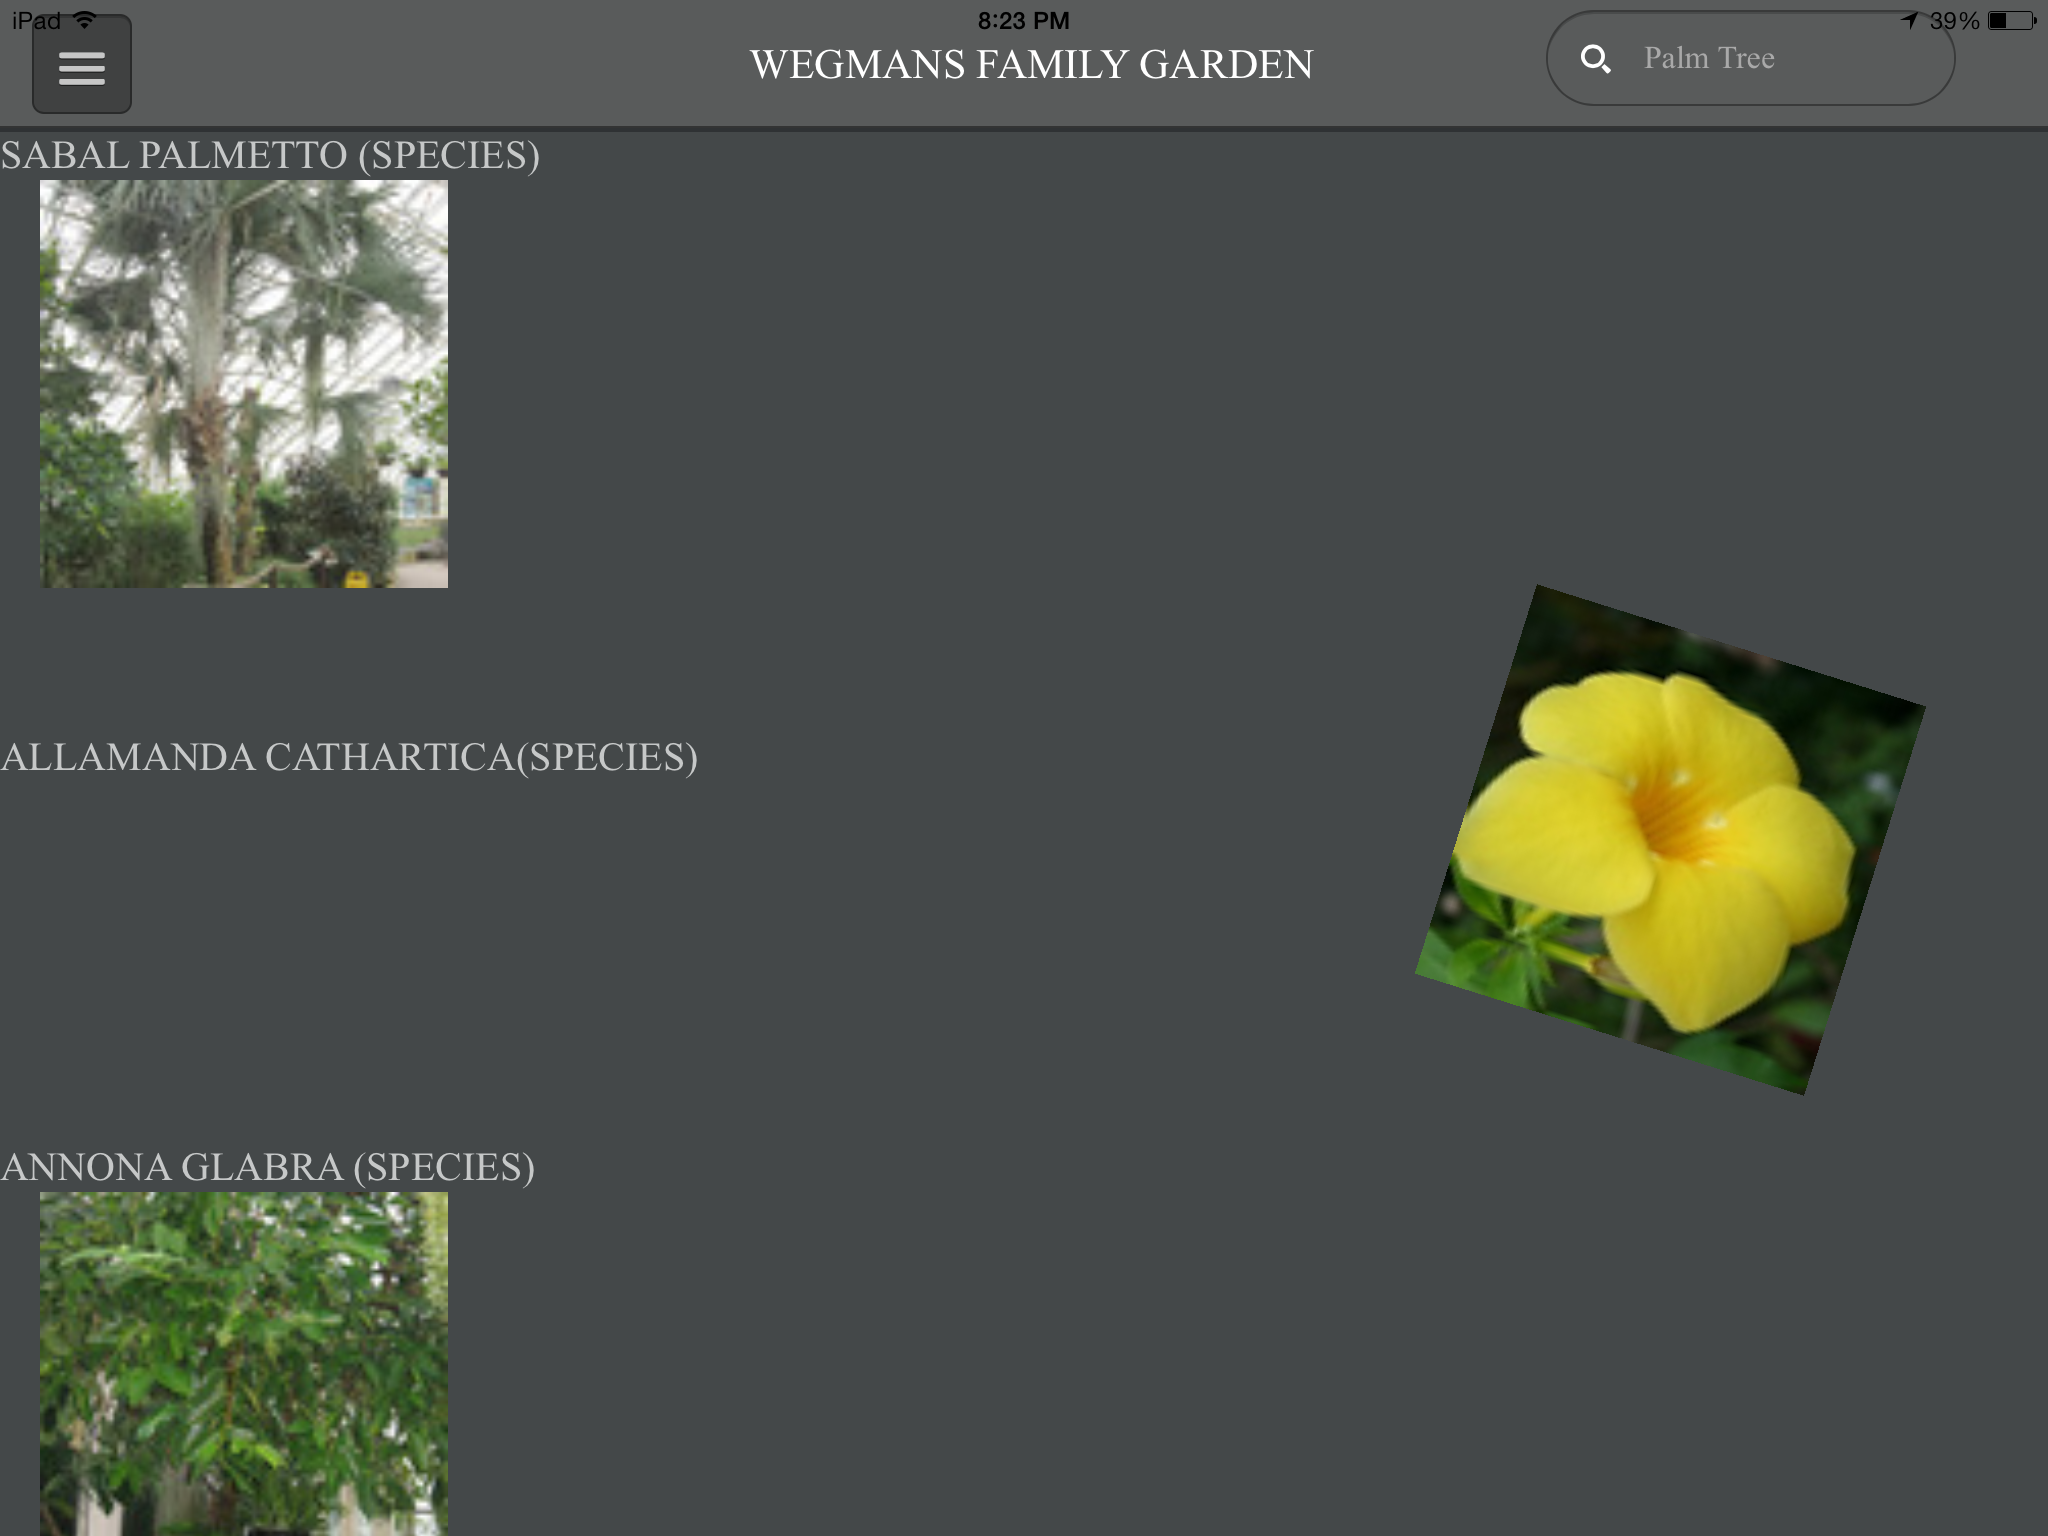 iPad 8:23 PM 39%
WEGMANS FAMILY GARDEN
Palm Tree
SABAL PALMETTO (SPECIES)
ALLAMANDA CATHARTICA(SPECIES)
ANNONA GLABRA (SPECIES)